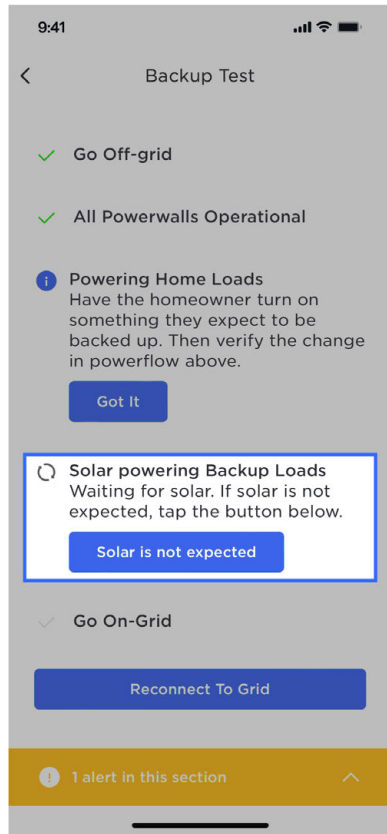 9:41
Backup Test
Go Off-grid
All Powerwalls Operational
Powering Home Loads
Have the homeowner turn on
something they expect to be
backed up. Then verify the change
in powerflow above.
Got It
Solar powering Backup Loads
Waiting for solar. If solar is not
expected, tap the button below.
Solar is not expected
Go On-Grid
Reconnect To Grid
1 alert in this section